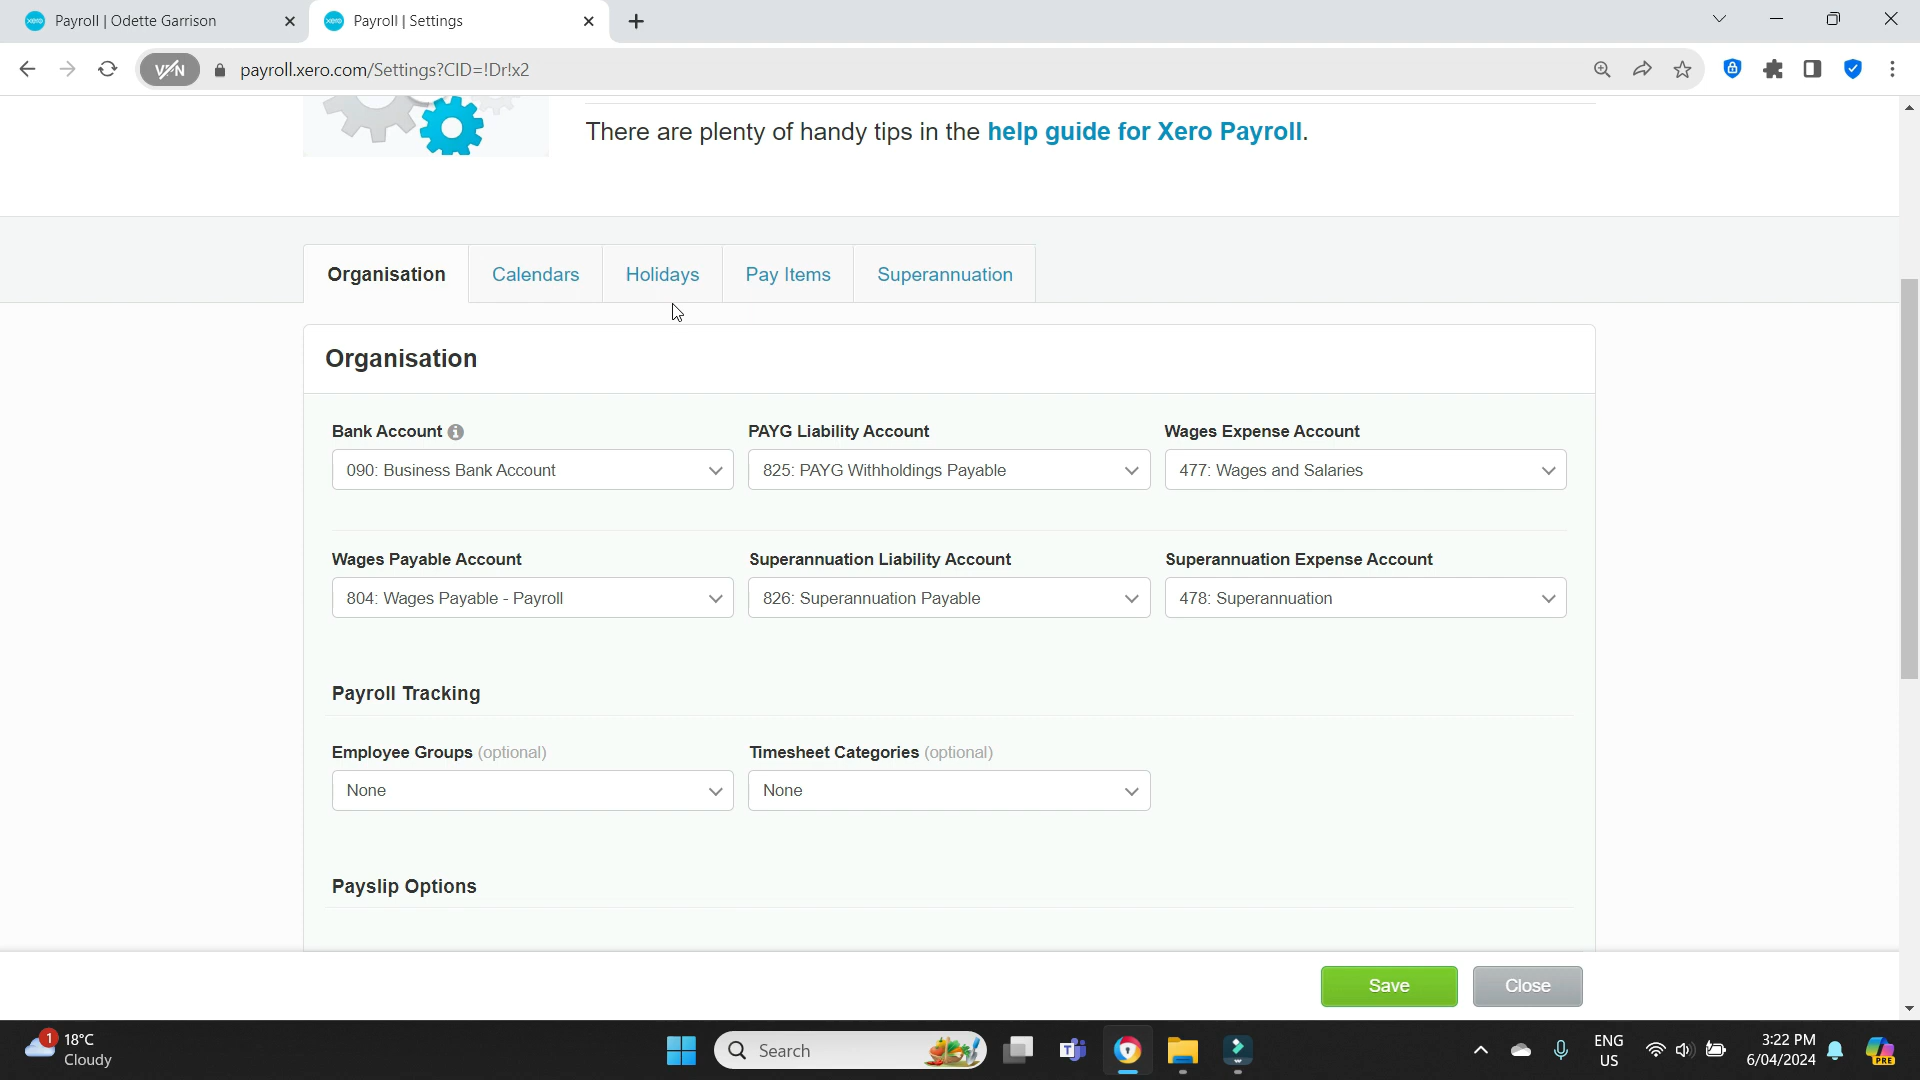 Payroll | Odette Garrison
Payroll | Settings
VPN
payroll.xero.com/Settings?CID=!Dr!x2
There are plenty of handy tips in the help guide for Xero Payroll.
Organisation Calendars Holidays Pay Items Superannuation
Organisation
Bank Account PAYG Liability Account Wages Expense Account
090: Business Bank Account 825: PAYG Withholdings Payable 477: Wages and Salaries
Wages Payable Account Superannuation Liability Account Superannuation Expense Account
804: Wages Payable - Payroll 826: Superannuation Payable 478: Superannuation
Payroll Tracking
Employee Groups (optional) Timesheet Categories (optional)
None None
Payslip Options
Save Close
1 18°C
Cloudy
Search
ENG
US
3:22 PM
6/04/2024
PRE